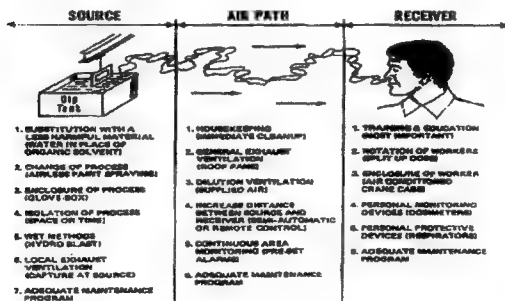 SOURCE
AIR PATH
RECEIVER
Dip
1. SUBSTITUTION WITH A
LESS HARMFUL MATERIAL
(WATER IN PLACE OF
ORGANIC SOLVENT)
2. CHANGE OF PROCESS
(AIRLESS PAINT SPRAYING)
3. ENCLOSURE OF PROCESS
(GLOVE-BOX)
4. ISOLATION OF PROCESS
(SPACE OR TIME)
5. WET METHODS
(HYDRO BLAST)
6. LOCAL EXHAUST
VENTILATION
(CAPTURE AT SOURCE)
7. ADEQUATE MAINTENANCE
PROGRAM
1. HOUSEKEEPING
(IMMEDIATE CLEANUP)
2. GENERAL EXHAUST
VENTILATION
(ROOF FANS)
3. DILUTION VENTILATION
(SUPPLIED AIR)
4. INCREASE DISTANCE
BETWEEN SOURCE AND
RECEIVER (SEMI-AUTOMATIC
OR REMOTE CONTROL)
5. CONTINUOUS AREA
MONITORING (PRE-SET
ALARMS)
6. ADEQUATE MAINTENANCE
PROGRAM
1. TRAINING & EDUCATION
(MOST IMPORTANT)
2. ROTATION OF WORKERS
(SPLIT UP DOSE)
3. ENCLOSURE OF WORKER
(AIR CONDITIONED
CRANE CABS)
4. PERSONAL MONITORING
DEVICES (DOSIMETERS)
5. PERSONAL PROTECTIVE
DEVICES (RESPIRATORS)
6. ADEQUATE MAINTENANCE
PROGRAM